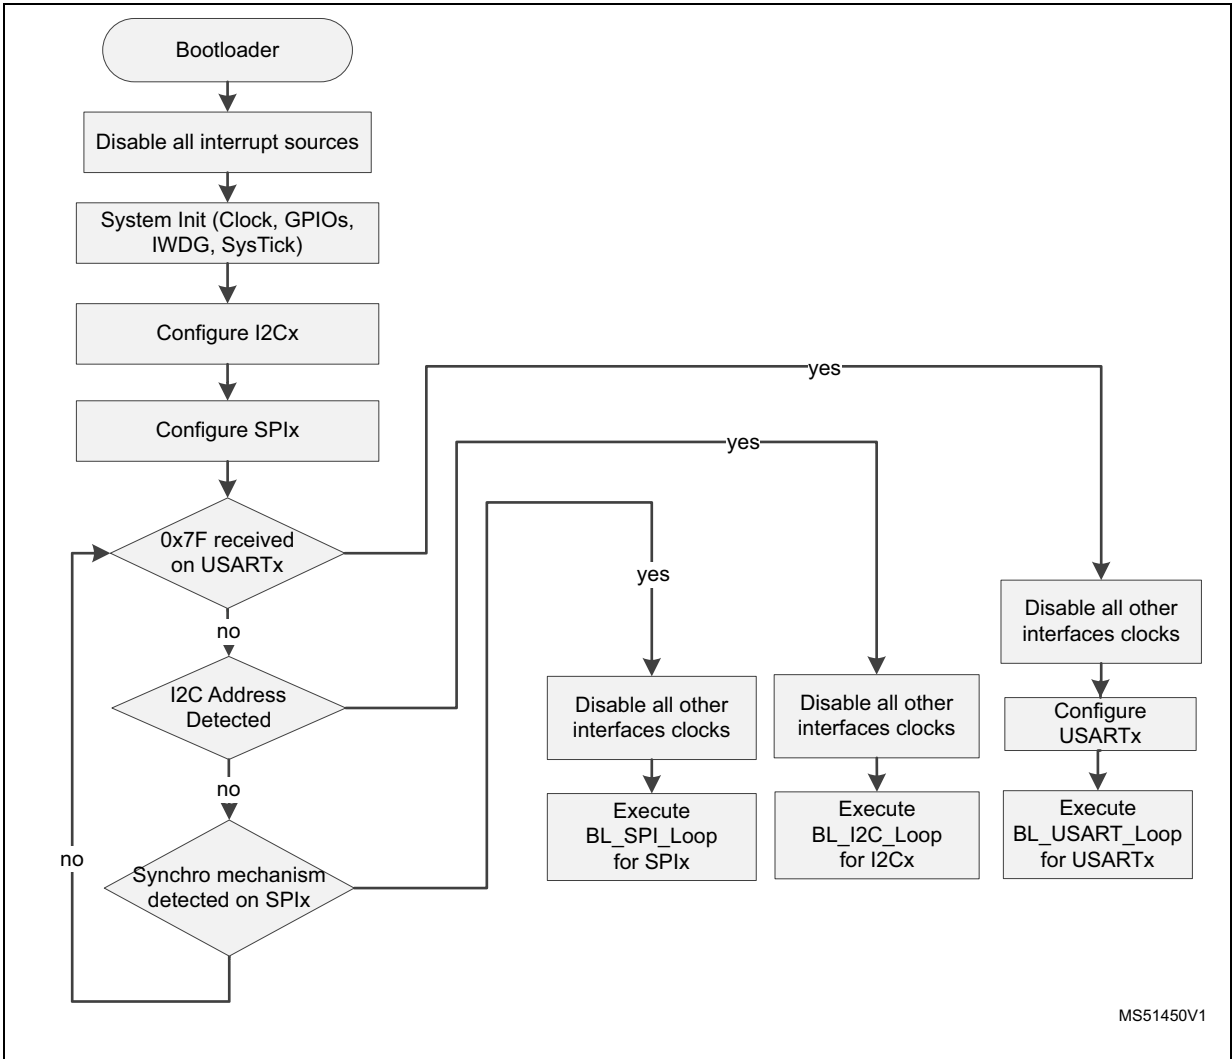 Bootloader
Disable all interrupt sources
System Init (Clock, GPIOs,
IWDG, SysTick)
Configure I2Cx
Configure SPIx
0x7F received
on USARTx
no
I2C Address
Detected
no
Synchro mechanism
detected on SPIx
no
yes
Disable all other
interfaces clocks
Execute
BL_SPI_Loop
for SPIx
yes
Disable all other
interfaces clocks
Execute
BL_I2C_Loop
for I2Cx
yes
Disable all other
interfaces clocks
Configure
USARTx
Execute
BL_USART_Loop
for USARTx
MS51450V1